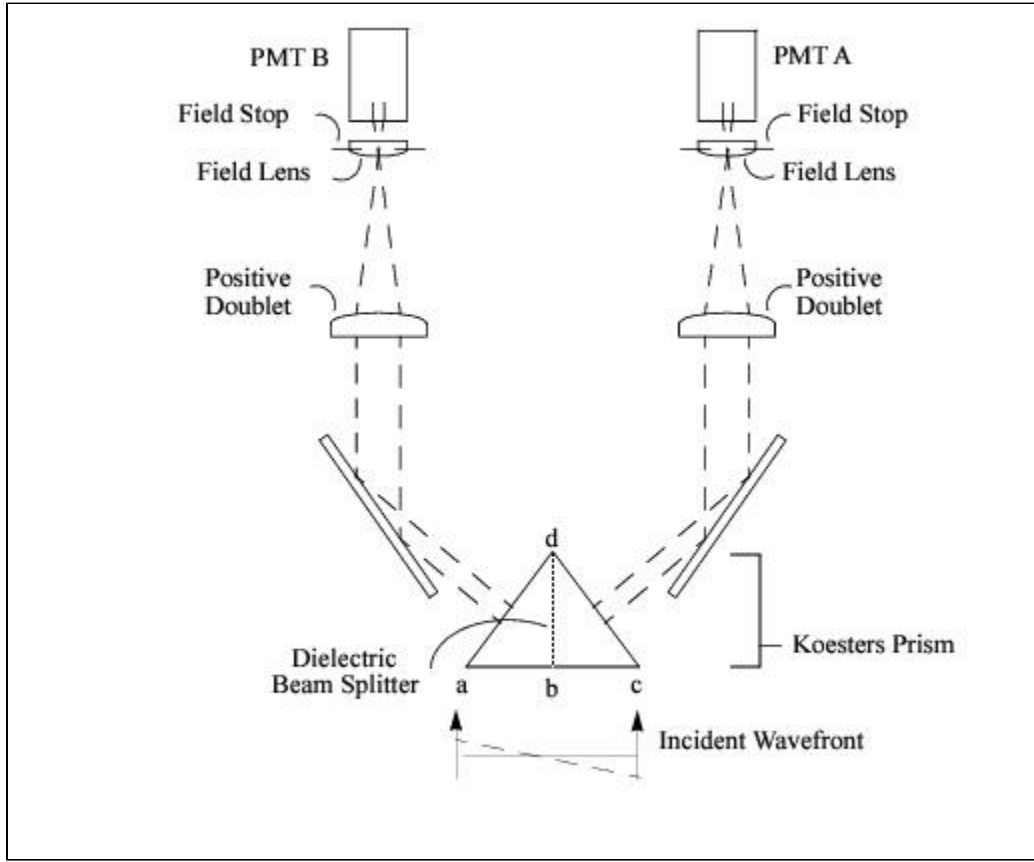 PMT B
PMT A
Field Stop
Field Stop
Field Lens
Field Lens
Positive
Doublet
Positive
Doublet
d
Dielectric
Beam Splitter
Koesters Prism
a
b
c
Incident Wavefront